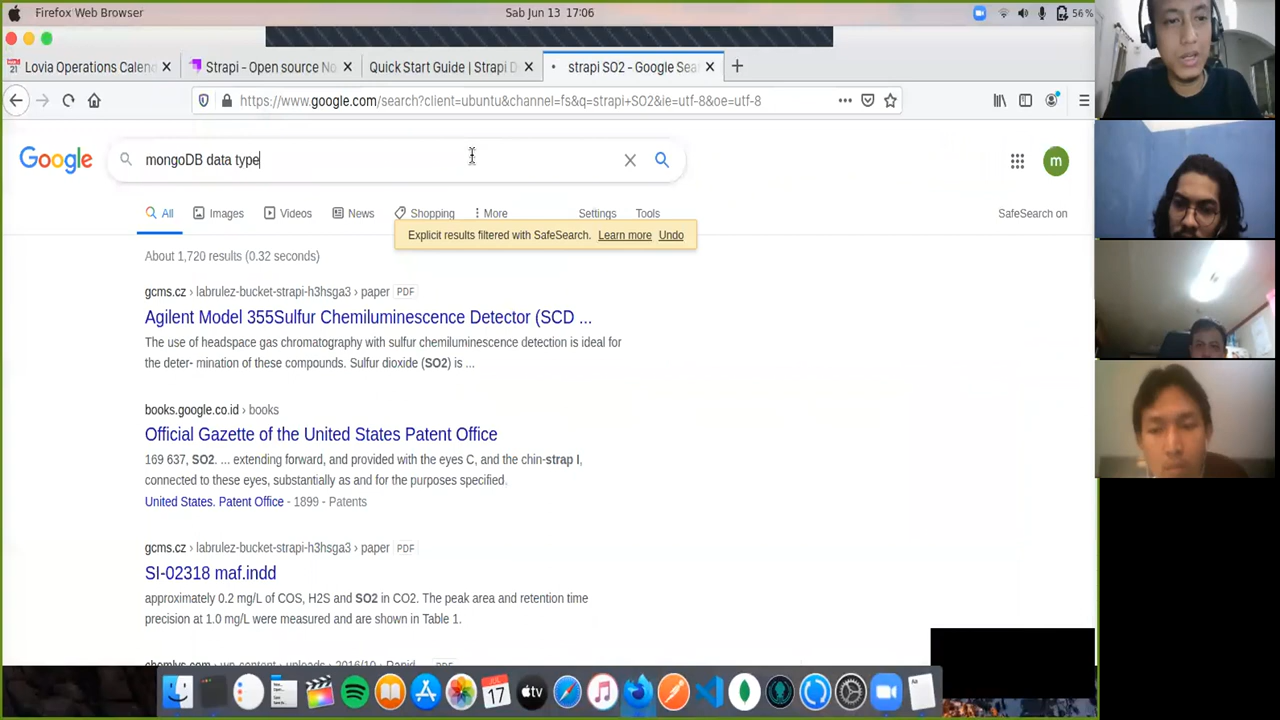 Firefox Web Browser
Sab Jun 13 17:06
56 %
Lovia Operations Calend
Strapi - Open source No
Quick Start Guide | Strapi D
strapi SO2 - Google Sea
https://www.google.com/search?client=ubuntu&channel=fs&q=strapi+SO2&ie=utf-8&oe=utf-8
Google
mongoDB data type
m
All
Images
Videos
News
Shopping
More
Settings
Tools
SafeSearch on
Explicit results filtered with SafeSearch. Learn more Undo
About 1,720 results (0.32 seconds)
gcms.cz › labrulez-bucket-strapi-h3hsga3 › paper PDF
Agilent Model 355Sulfur Chemiluminescence Detector (SCD ...
The use of headspace gas chromatography with sulfur chemiluminescence detection is ideal for
the deter- mination of these compounds. Sulfur dioxide (SO2) is ...
books.google.co.id › books
Official Gazette of the United States Patent Office
169 637, SO2. ... extending forward, and provided with the eyes C, and the chin-strap I,
connected to these eyes, substantially as and for the purposes specified.
United States. Patent Office - 1899 - Patents
gcms.cz › labrulez-bucket-strapi-h3hsga3 › paper PDF
SI-02318 maf.indd
approximately 0.2 mg/L of COS, H2S and SO2 in CO2. The peak area and retention time
precision at 1.0 mg/L were measured and are shown in Table 1.
17
tv